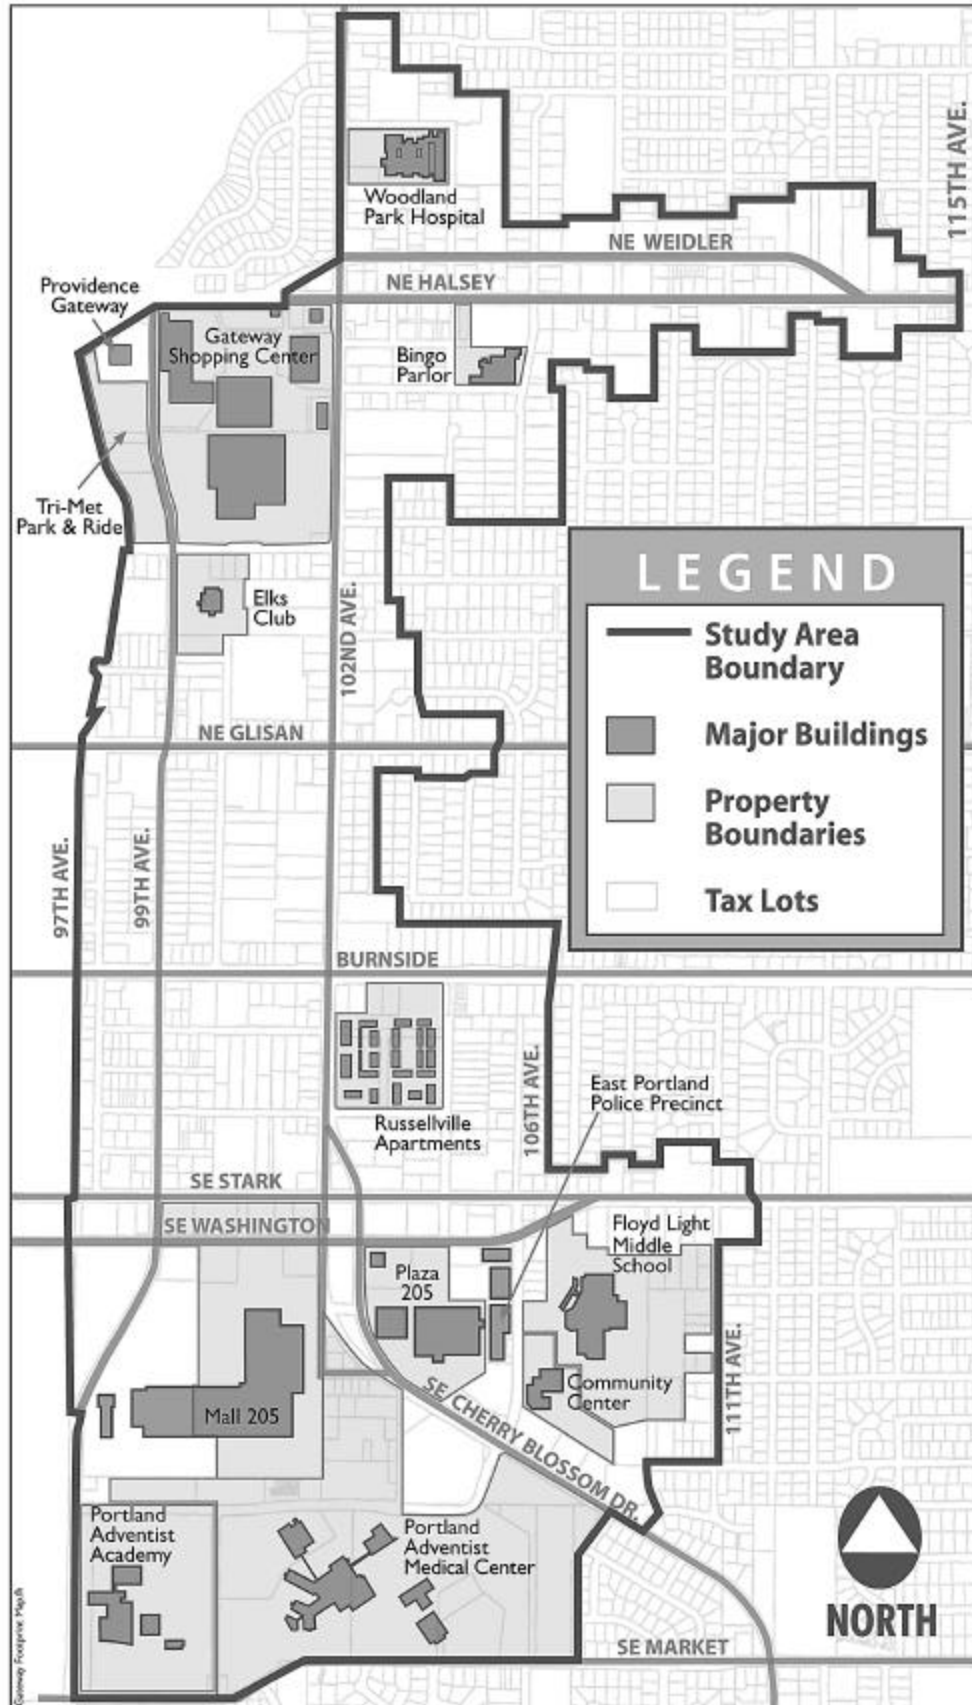 115TH AVE.
Woodland
Park Hospital
NE WEIDLER
NE HALSEY
Providence
Gateway
Gateway
Shopping Center
Bingo
Parlor
Tri-Met
Park & Ride
Elks
Club
102ND AVE.
LEGEND
Study Area
Boundary
Major Buildings
Property
Boundaries
Tax Lots
NE GLISAN
97TH AVE.
99TH AVE.
BURNSIDE
106TH AVE.
East Portland
Police Precinct
Russellville
Apartments
SE STARK
SE WASHINGTON
Floyd Light
Middle
School
Plaza
205
Community
Center
111TH AVE.
Mall 205
SE CHERRY BLOSSOM DR.
Portland
Adventist
Academy
Portland
Adventist
Medical Center
NORTH
SE MARKET